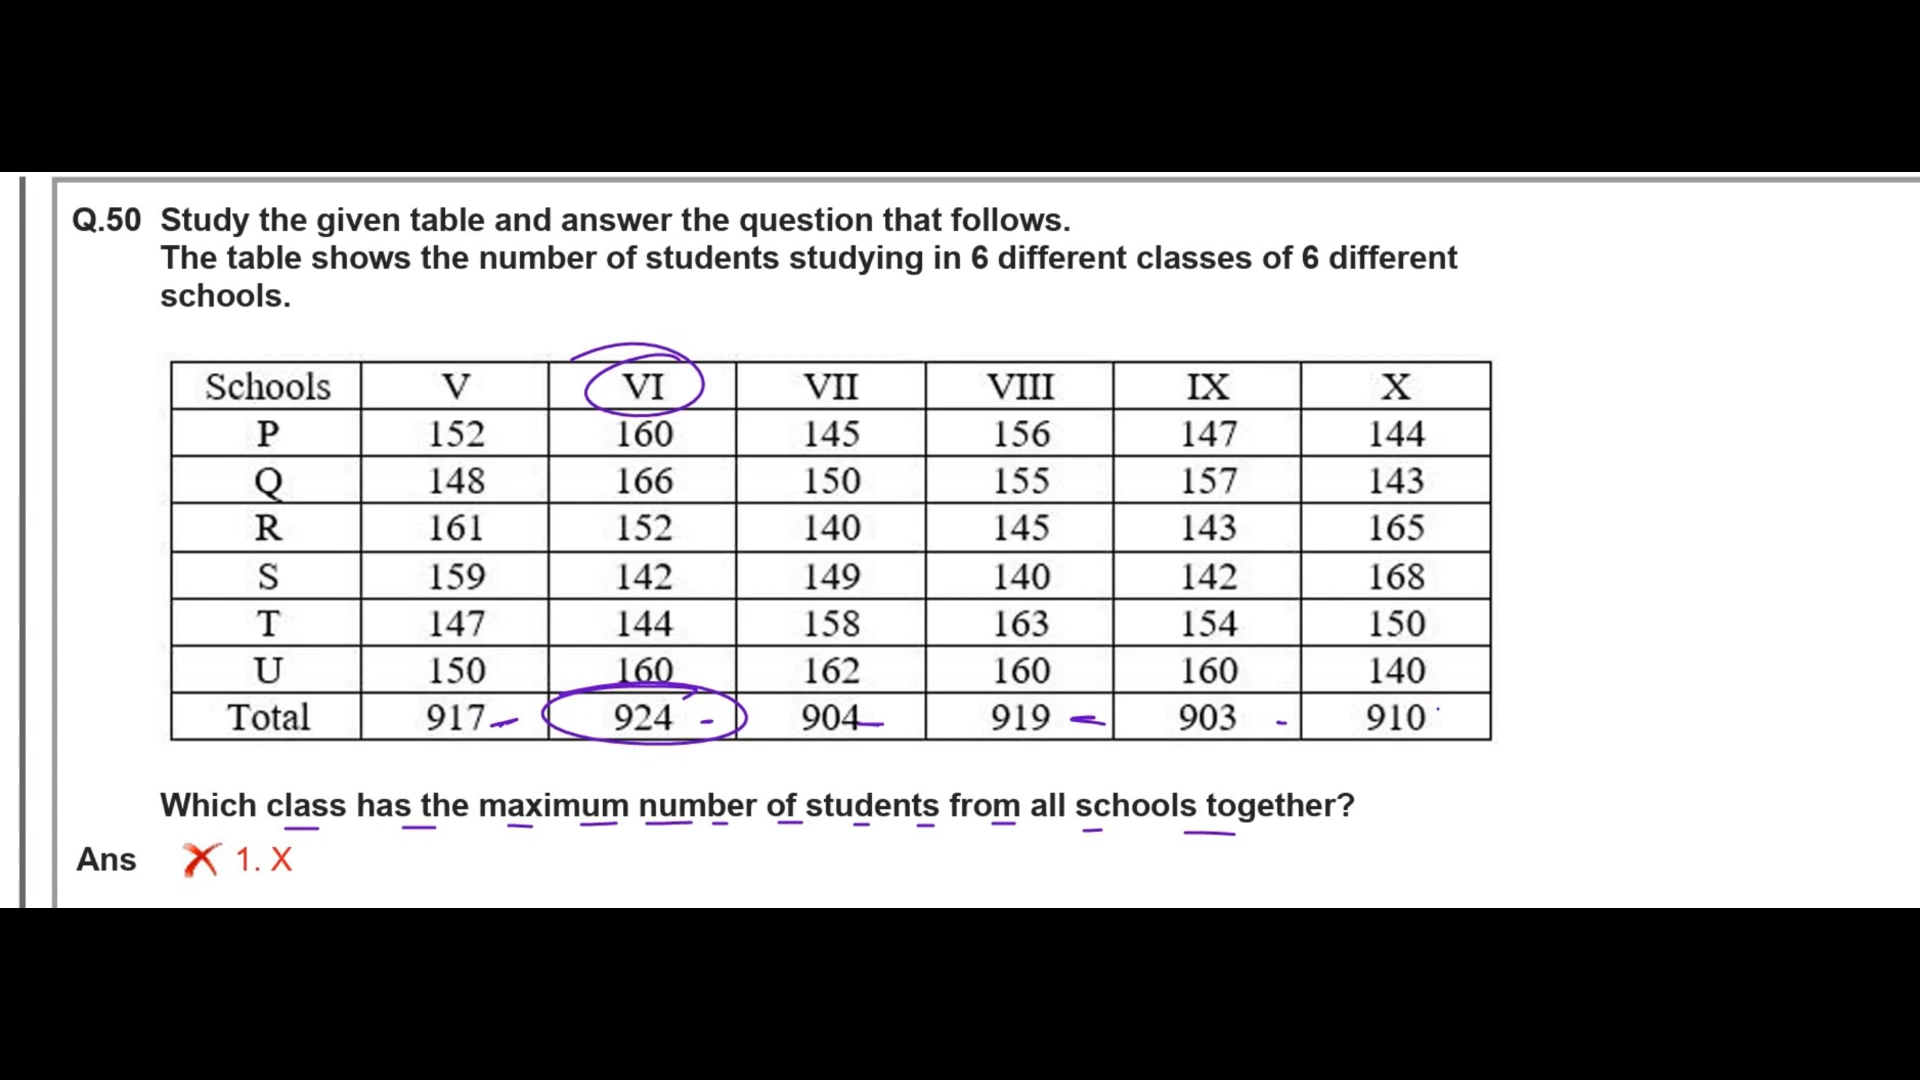 Q.50 Study the given table and answer the question that follows.
The table shows the number of students studying in 6 different classes of 6 different
schools.
Schools V VI VII VIII IX X
P 152 160 145 156 147 144
Q 148 166 150 155 157 143
R 161 152 140 145 143 165
S 159 142 149 140 142 168
T 147 144 158 163 154 150
U 150 160 162 160 160 140
Total 917 924 904 919 903 910
Which class has the maximum number of students from all schools together?
Ans 1. X